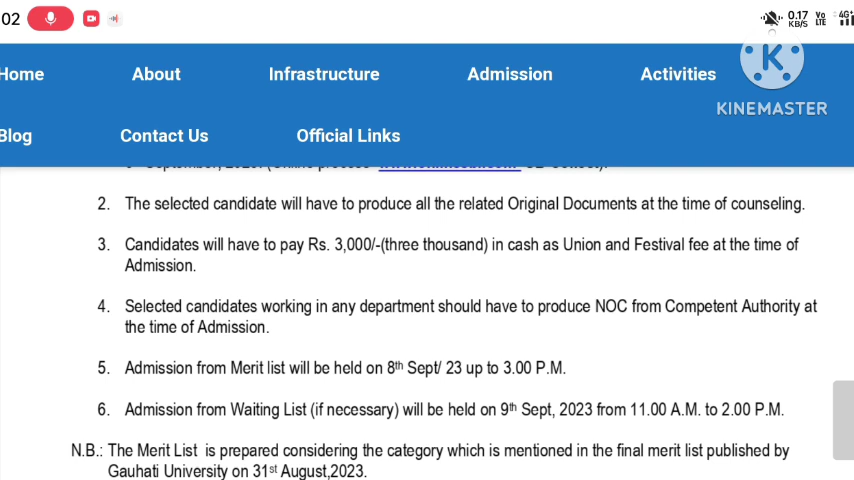 02
0.17 KB/S Vo LTE 4G+
Home About Infrastructure Admission Activities
KINEMASTER
Blog Contact Us Official Links
2. The selected candidate will have to produce all the related Original Documents at the time of counseling.
3. Candidates will have to pay Rs. 3,000/-(three thousand) in cash as Union and Festival fee at the time of
Admission.
4. Selected candidates working in any department should have to produce NOC from Competent Authority at
the time of Admission.
5. Admission from Merit list will be held on 8th Sept/ 23 up to 3.00 P.M.
6. Admission from Waiting List (if necessary) will be held on 9th Sept, 2023 from 11.00 A.M. to 2.00 P.M.
N.B.: The Merit List is prepared considering the category which is mentioned in the final merit list published by
Gauhati University on 31st August,2023.